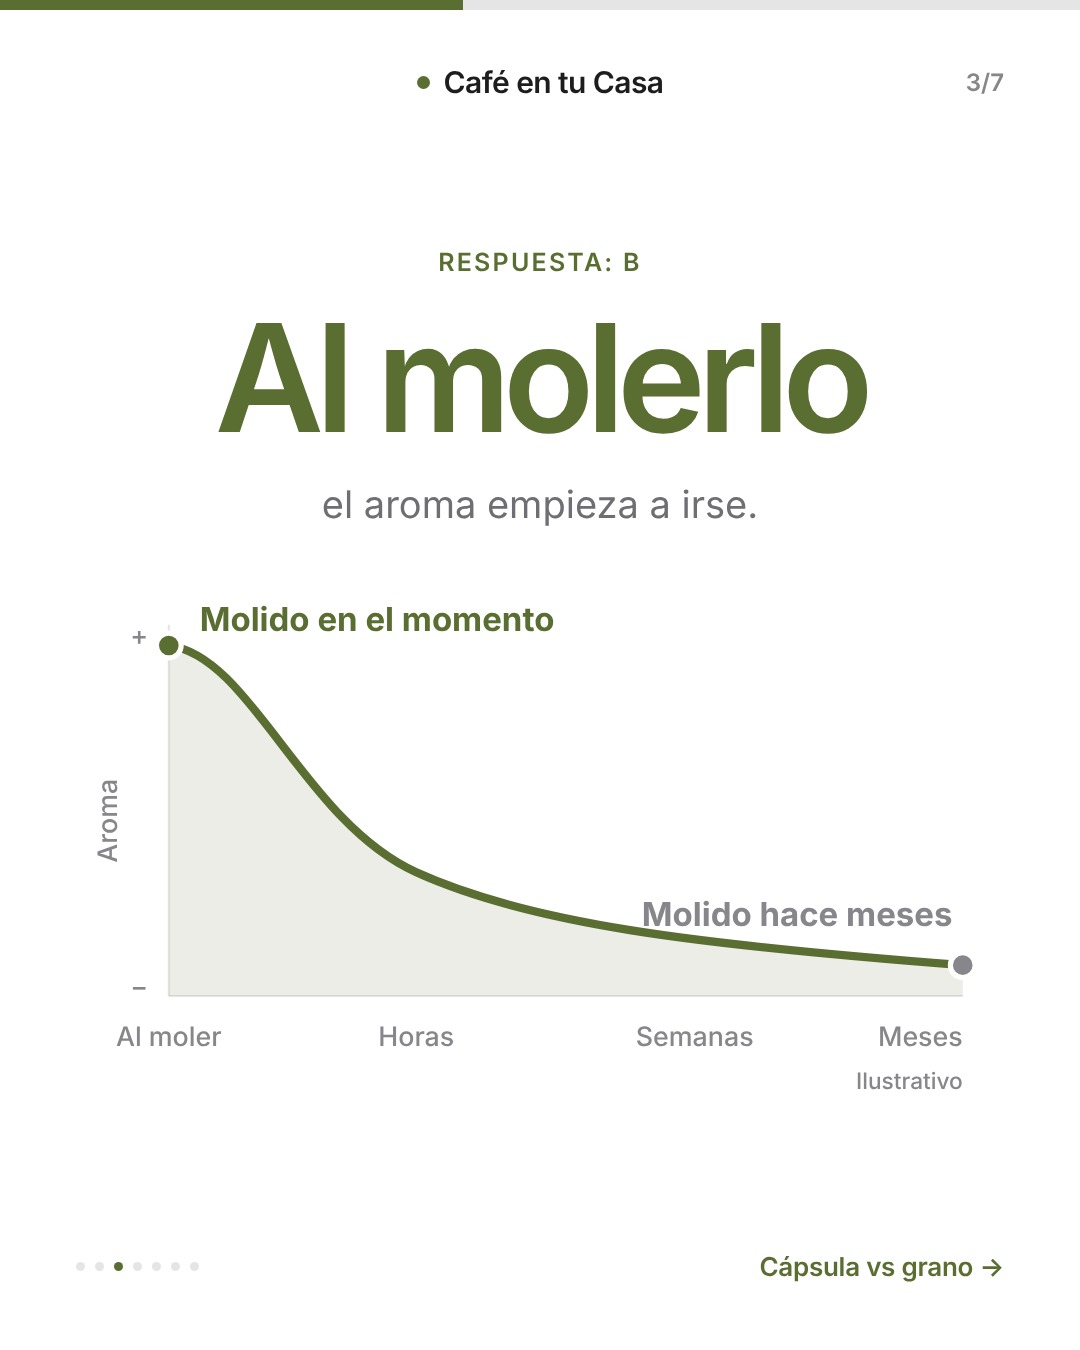 Café en tu Casa
3/7
RESPUESTA: B
Al molerlo
el aroma empieza a irse.
Molido en el momento
+
Aroma
Molido hace meses
−
Al moler
Horas
Semanas
Meses
Ilustrativo
Cápsula vs grano →